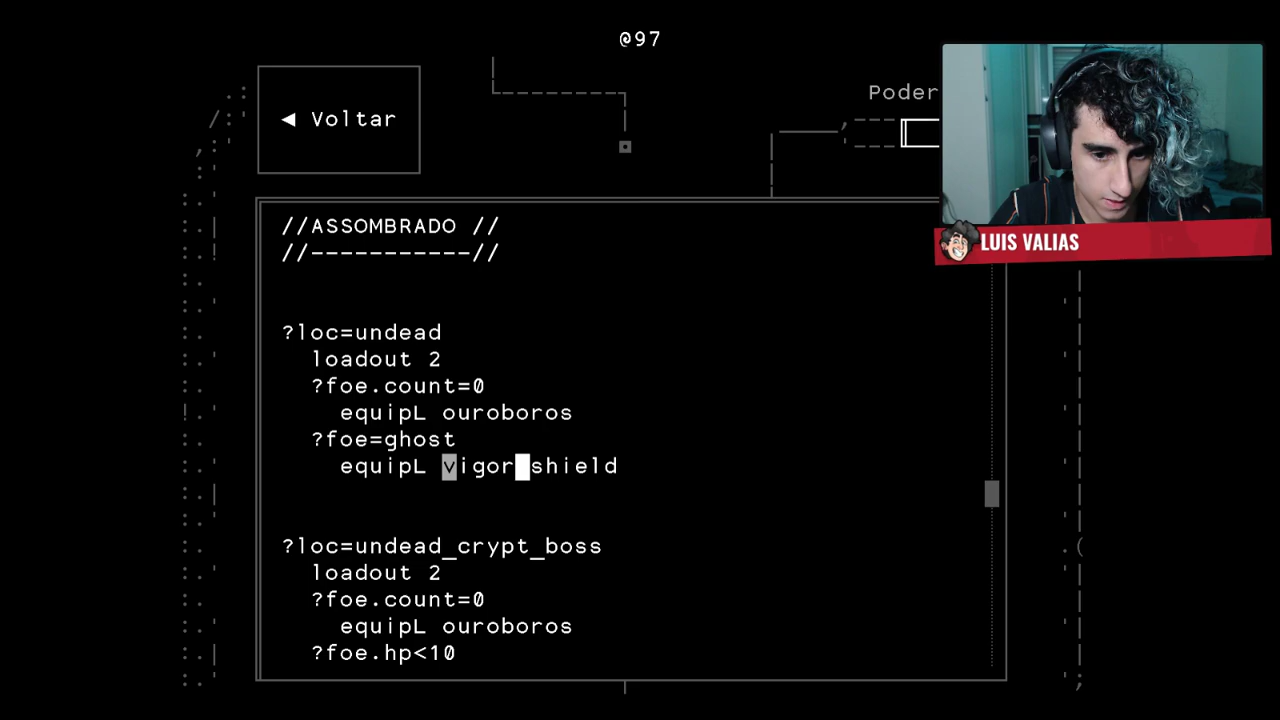 @97
◄ Voltar
Poder
LUIS VALIAS
//ASSOMBRADO //
//-----------//
?loc=undead
loadout 2
?foe.count=0
equipL ouroboros
?foe=ghost
equipL vigor shield
?loc=undead_crypt_boss
loadout 2
?foe.count=0
equipL ouroboros
?foe.hp<10